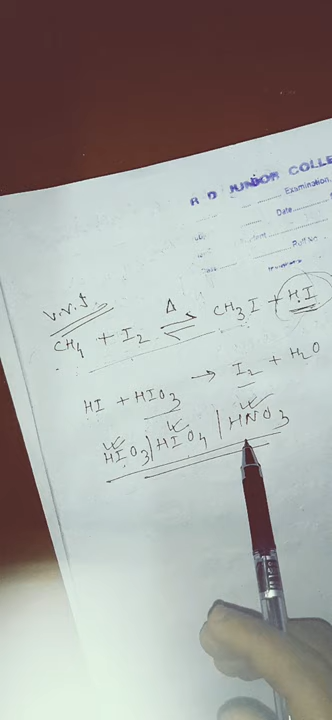 R D JUNIOR COLLE
Examination
Date
Roll No
V.V.I.
CH₄ + I₂ ⇌ CH₃I + HI
Δ
HI + HIO₃ → I₂ + H₂O
HIO₃ | HIO₄ | HNO₃